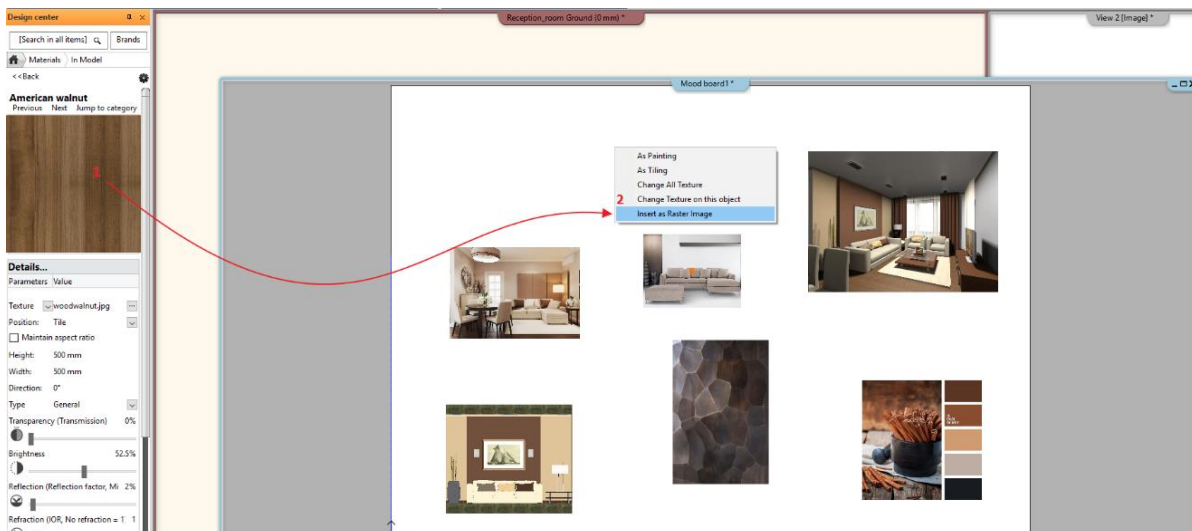 Design center
[Search in all items]
Brands
Materials
In Model
<<Back
American walnut
Previous Next Jump to category
1
Details...
Parameters Value
Texture woodwalnut.jpg
Position: Tile
Maintain aspect ratio
Height: 500 mm
Width: 500 mm
Direction: 0°
Type General
Transparency (Transmission) 0%
Brightness 52.5%
Reflection (Reflection factor, Mi 2%
Refraction (IOR, No refraction = 1 1
Reception_room Ground (0 mm) *
View 2 [Image] *
Mood board1 *
As Painting
As Tiling
Change All Texture
2 Change Texture on this object
Insert as Raster Image